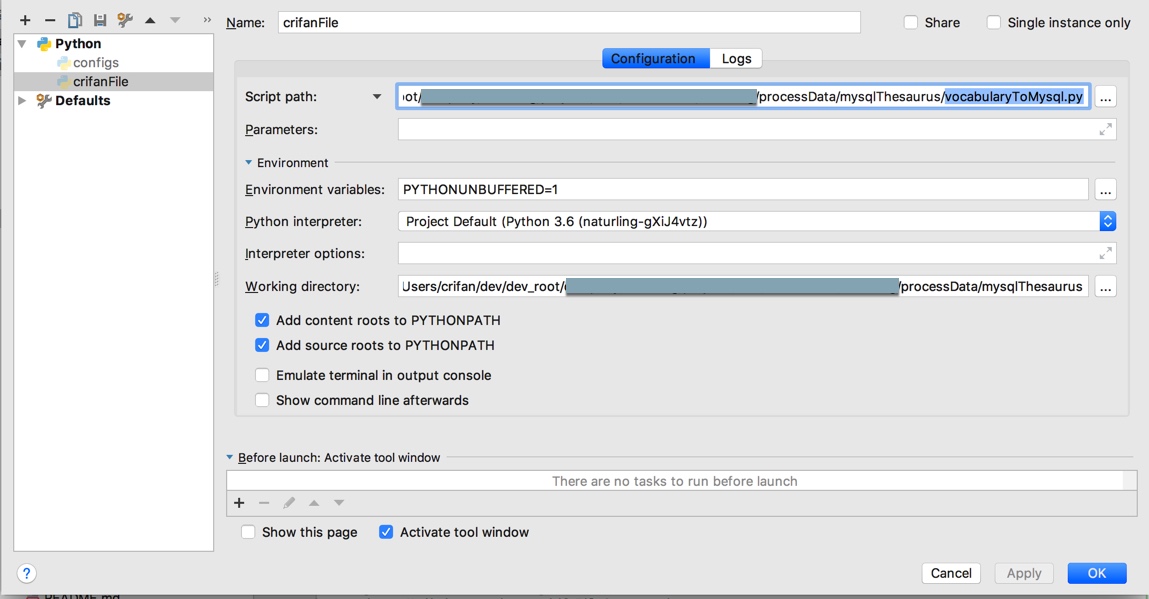 Name: crifanFile Share Single instance only
Python
configs
crifanFile
Defaults
Configuration Logs
Script path: ot/ /processData/mysqlThesaurus/vocabularyToMysql.py ...
Parameters:
Environment
Environment variables: PYTHONUNBUFFERED=1 ...
Python interpreter: Project Default (Python 3.6 (naturling-gXiJ4vtz))
Interpreter options:
Working directory: Users/crifan/dev/dev_root/ /processData/mysqlThesaurus ...
Add content roots to PYTHONPATH
Add source roots to PYTHONPATH
Emulate terminal in output console
Show command line afterwards
Before launch: Activate tool window
There are no tasks to run before launch
Show this page Activate tool window
? Cancel Apply OK
README.md